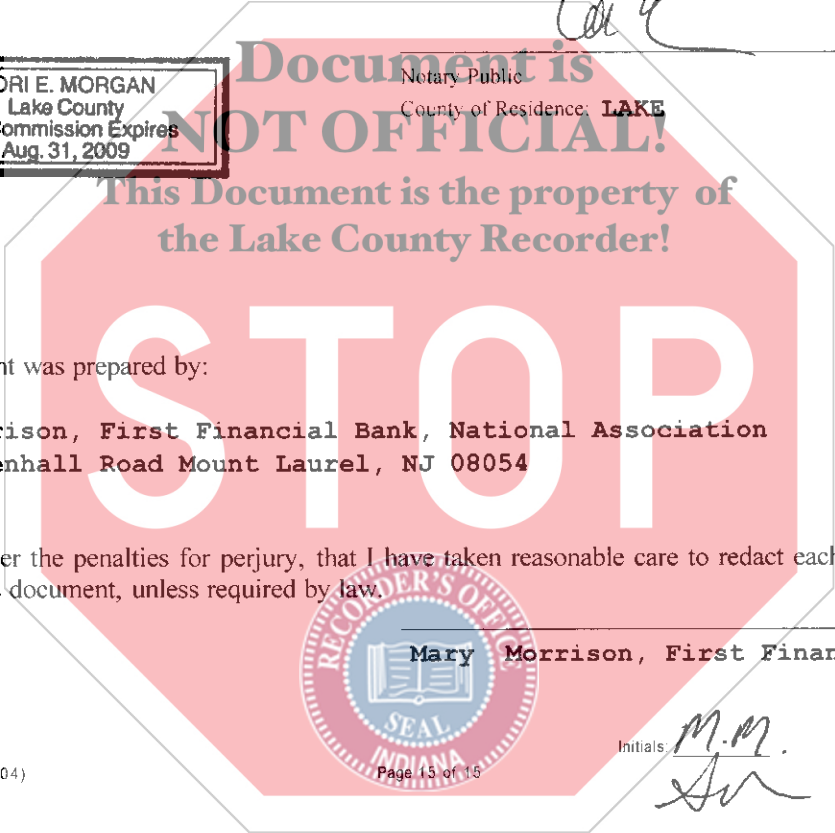 ORI E. MORGAN
Lake County
ommission Expires
Aug. 31, 2009
Document is
Notary Public
County of Residence: LAKE
NOT OFFICIAL!
This Document is the property of
the Lake County Recorder!
STOP
nt was prepared by:
rison, First Financial Bank, National Association
nhall Road Mount Laurel, NJ 08054
er the penalties for perjury, that I have taken reasonable care to redact each
document, unless required by law.
RECORDER'S OFFICE
SEAL
INDIANA
Mary Morrison, First Finan
Initials: M.M.
04)
Page 15 of 15